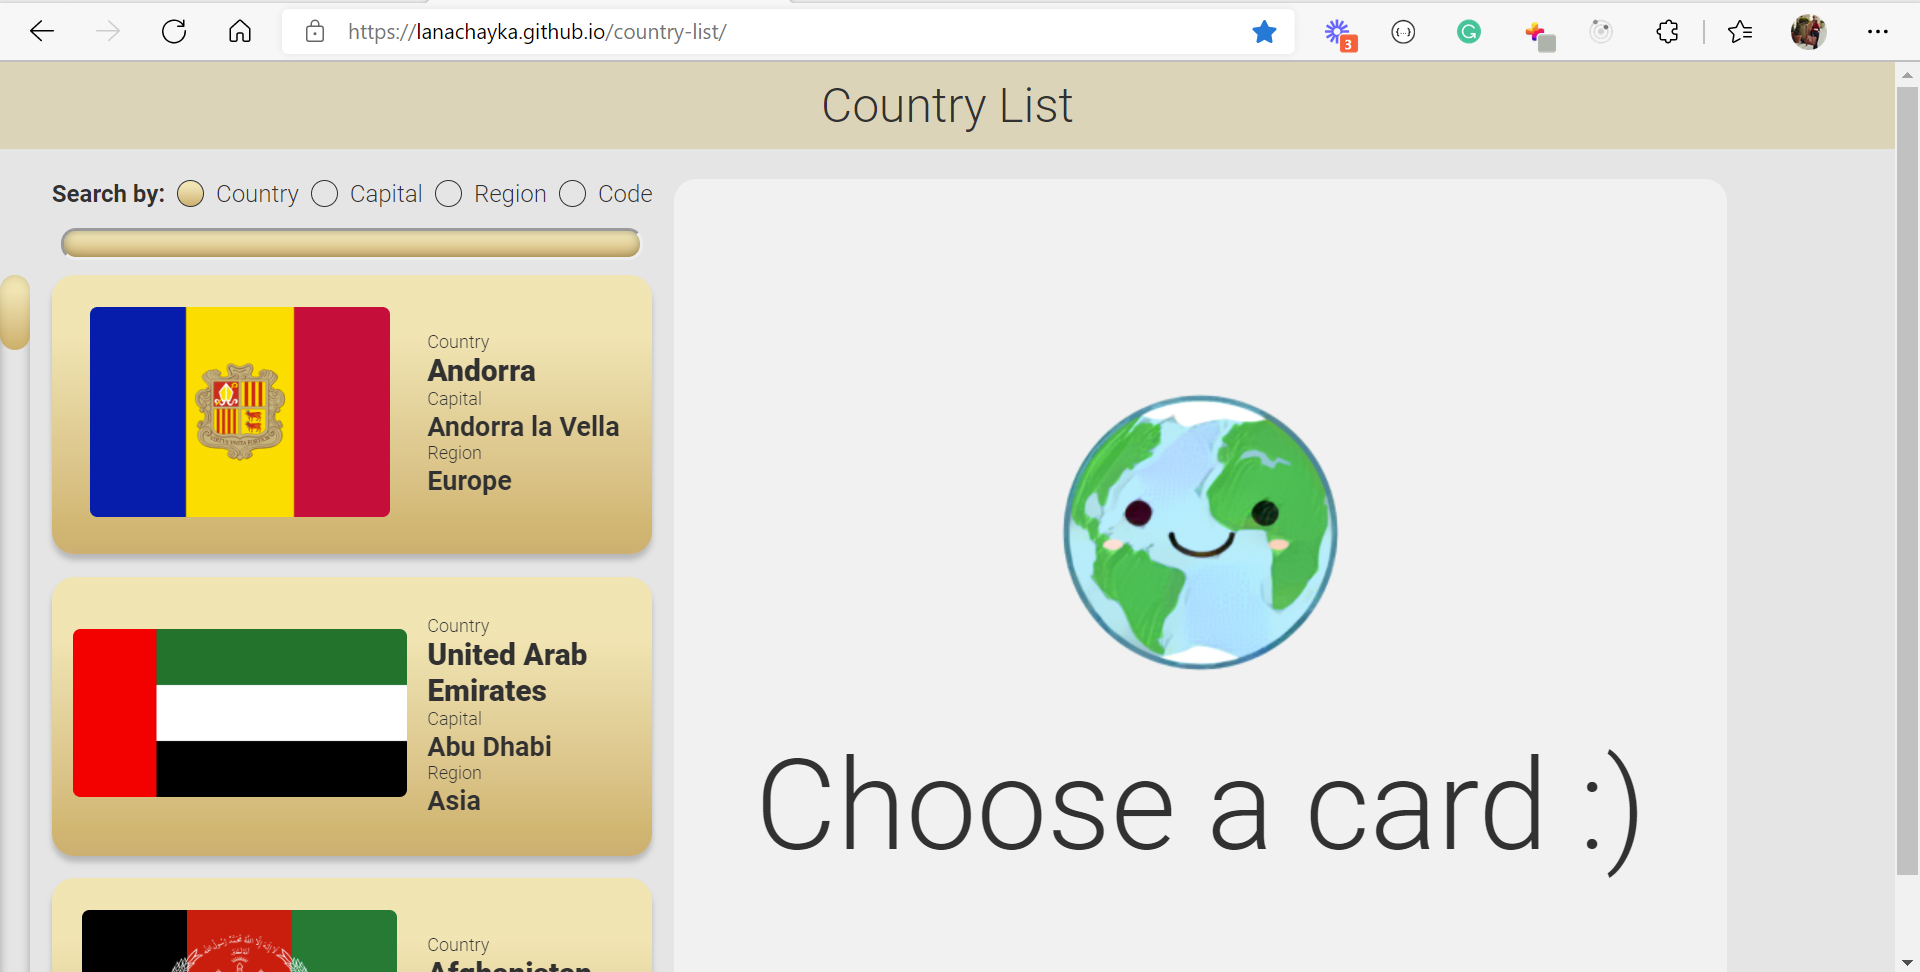 https://lanachayka.github.io/country-list/
3
Country List
Search by: Country Capital Region Code
Country
Andorra
Capital
Andorra la Vella
Region
Europe
Country
United Arab
Emirates
Capital
Abu Dhabi
Region
Asia
Country
Afghanistan
Choose a card :)